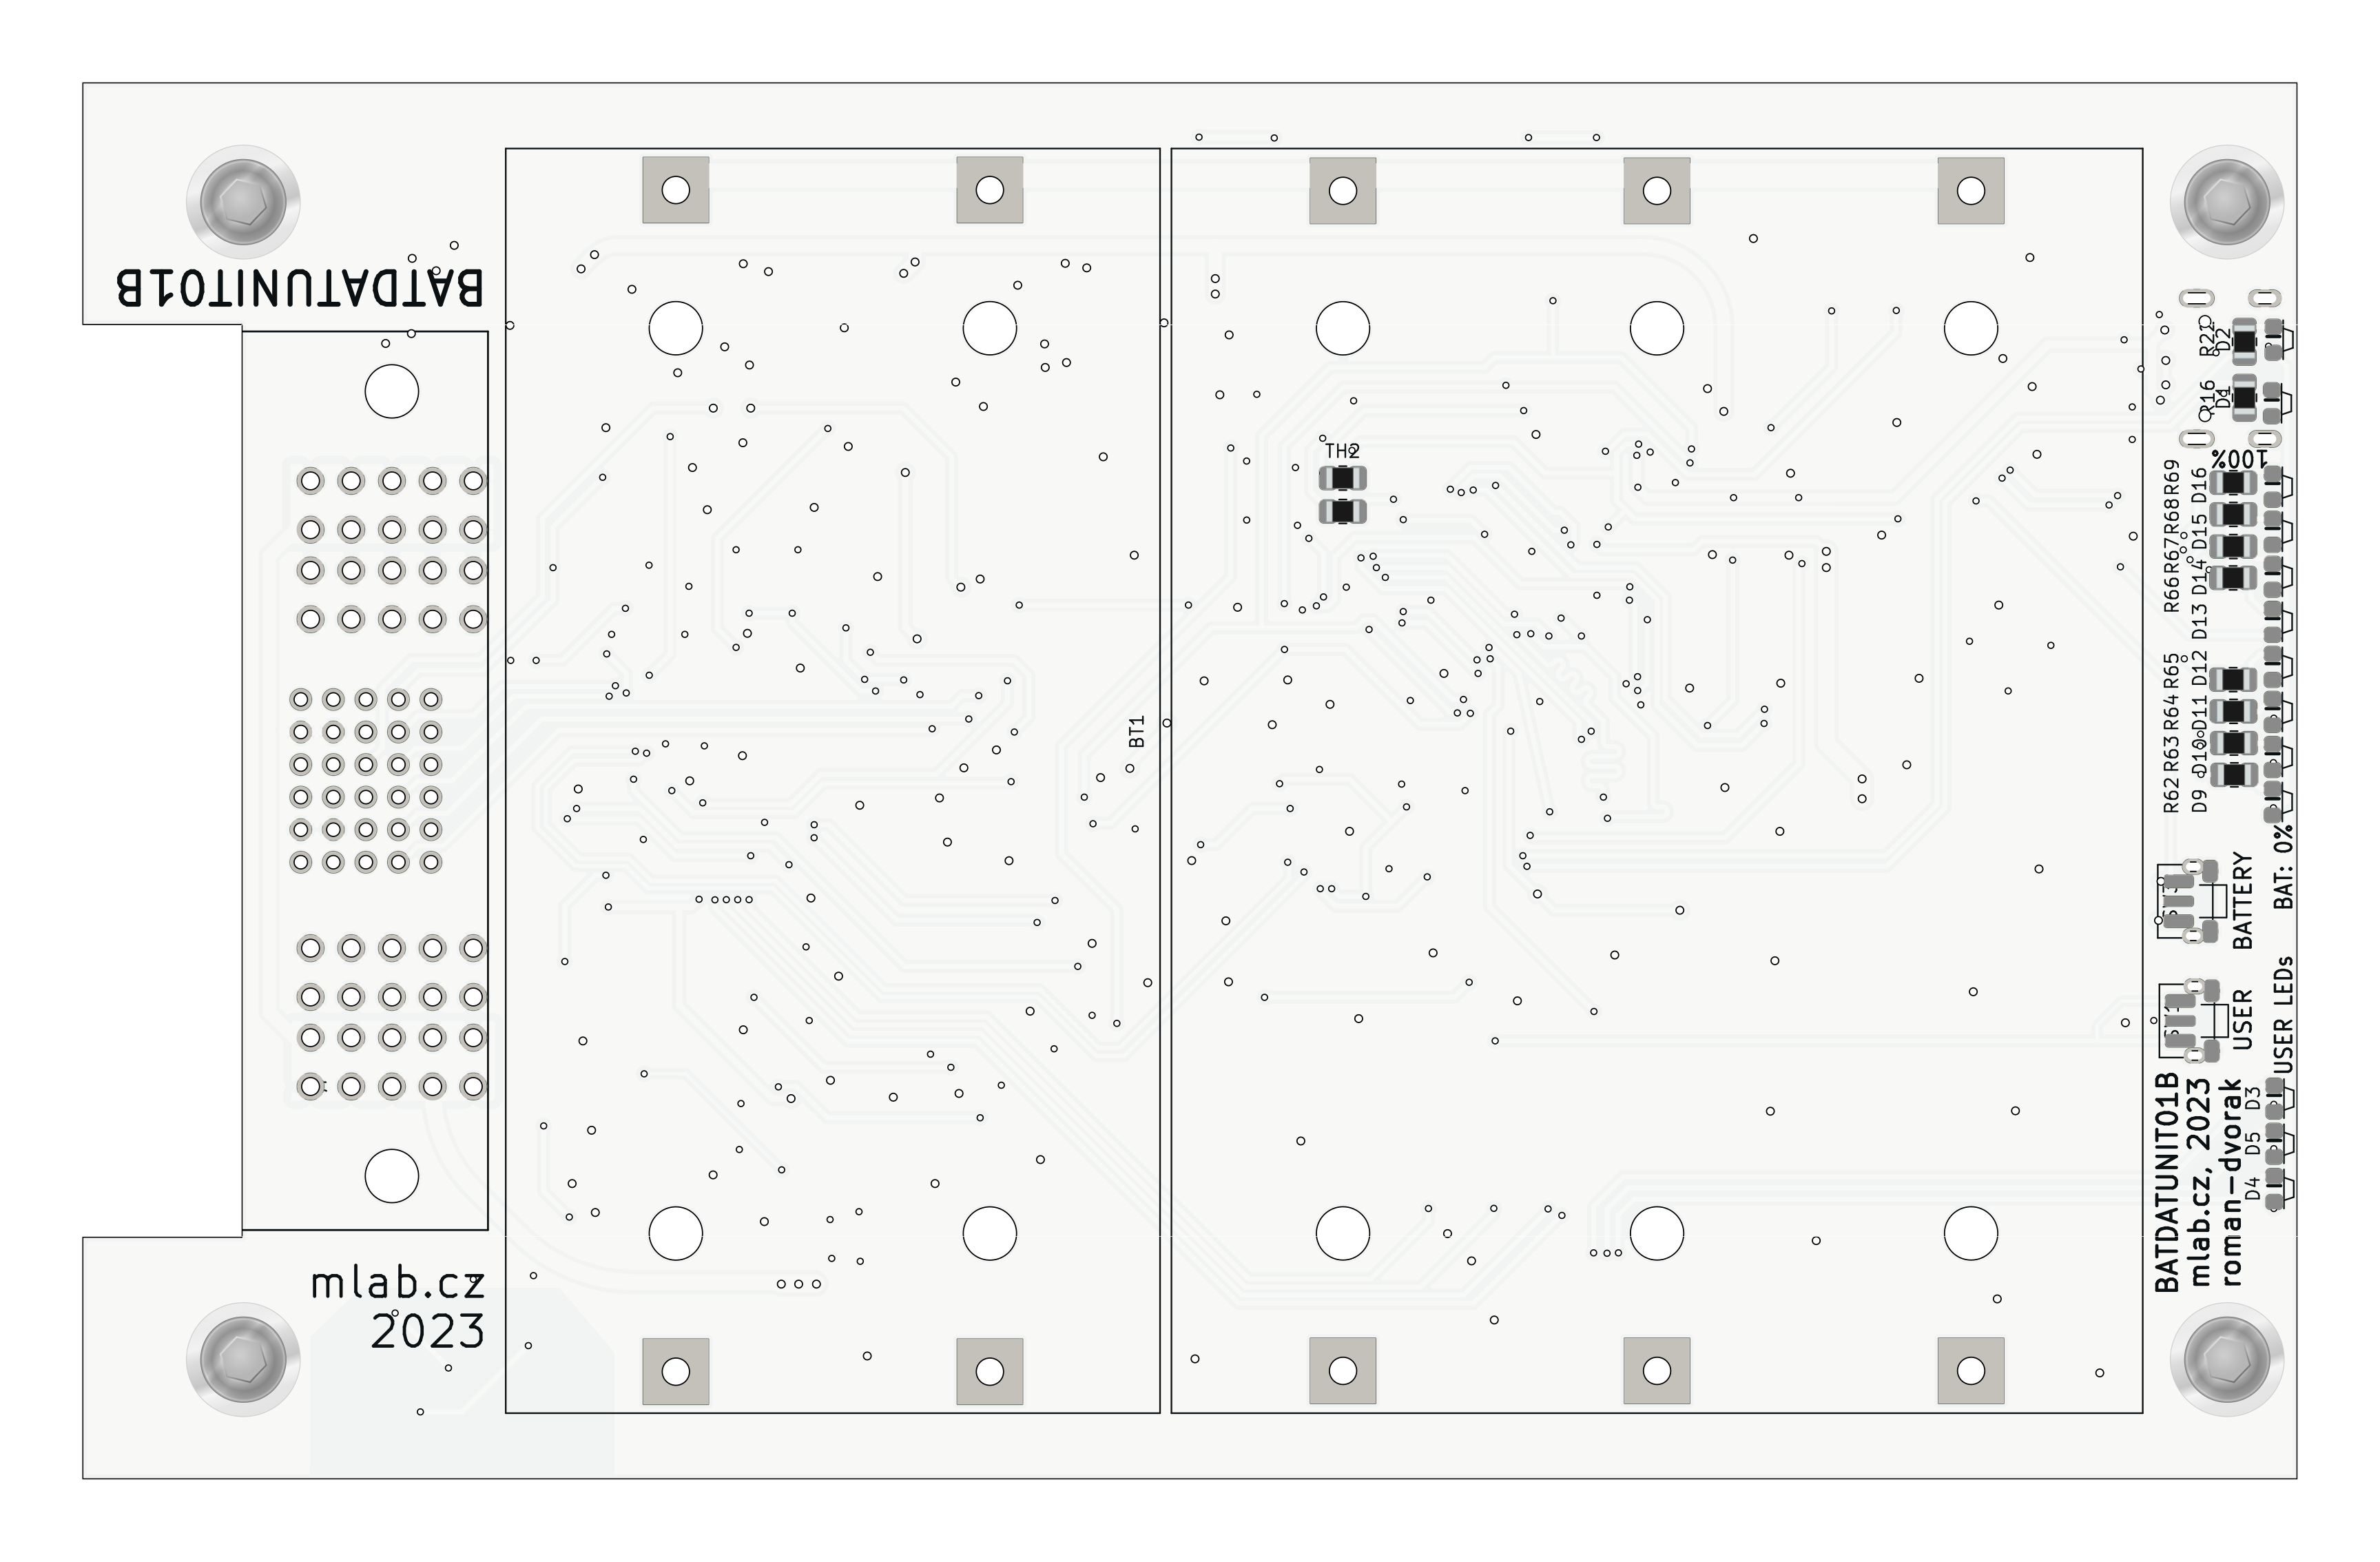 BATDATUNIT01B
R22
D2
R16
D1
TH2
100%
R69
R68
R67
R66
D16
D15
D14
D13
D12
D11
D10
D9
R65
R64
R63
R62
BT1
BAT: 0%
BATTERY
USER
USER LEDs
D3
D5
D4
BATDATUNIT01B
mlab.cz, 2023
roman-dvorak
mlab.cz
2023